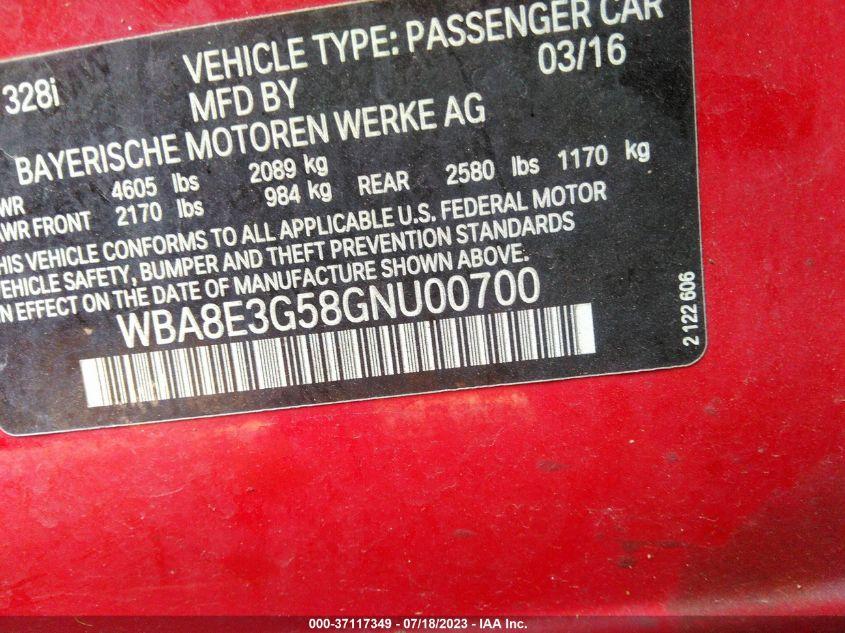 328i VEHICLE TYPE: PASSENGER CAR
MFD BY 03/16
BAYERISCHE MOTOREN WERKE AG
WR 4605 lbs 2089 kg
AWR FRONT 2170 lbs 984 kg REAR 2580 lbs 1170 kg
HIS VEHICLE CONFORMS TO ALL APPLICABLE U.S. FEDERAL MOTOR
VEHICLE SAFETY, BUMPER AND THEFT PREVENTION STANDARDS
IN EFFECT ON THE DATE OF MANUFACTURE SHOWN ABOVE.
WBA8E3G58GNU00700
2 122 606
000-37117349 - 07/18/2023 - IAA Inc.